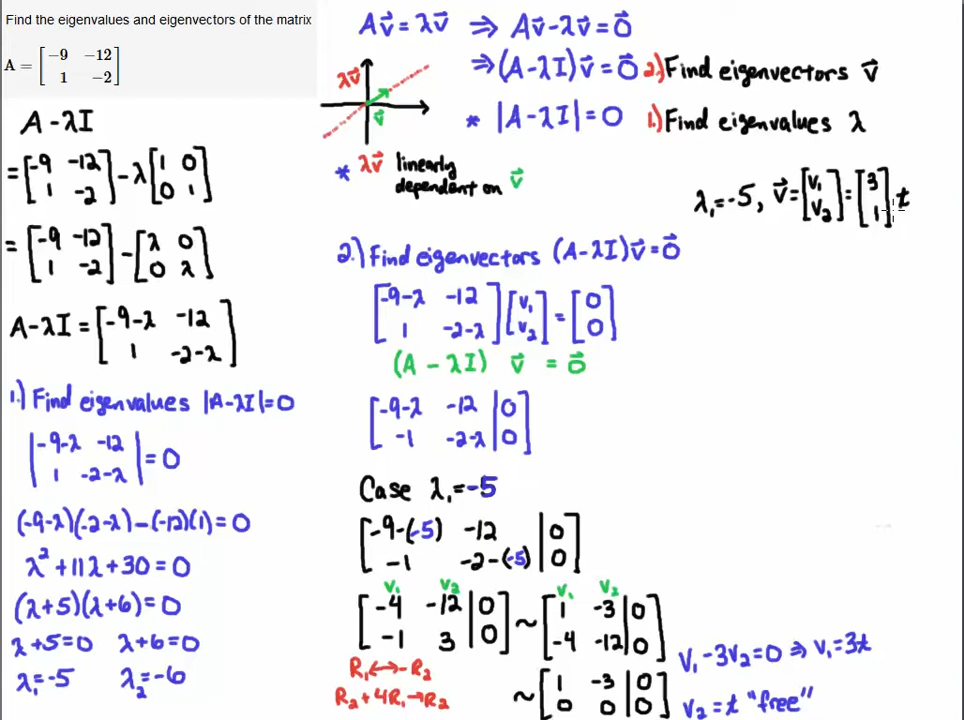 Find the eigenvalues and eigenvectors of the matrix
A = [−9 −12]
[1 −2]
A - λI
= [-9 -12] - λ [1 0]
[1 -2] [0 1]
= [-9 -12] - [λ 0]
[1 -2] [0 λ]
A-λI = [-9-λ -12]
[1 -2-λ]
1.) Find eigenvalues |A-λI|=0
|-9-λ -12| = 0
|1 -2-λ|
(-9-λ)(-2-λ)-(-12)(1)=0
λ²+11λ+30=0
(λ+5)(λ+6)=0
λ+5=0 λ+6=0
λ₁=-5 λ₂=-6
Av⃗=λv⃗ ⇒ Av⃗-λv⃗=0⃗
⇒(A-λI)v⃗=0⃗ 2.) Find eigenvectors v⃗
* |A-λI|=0 1.) Find eigenvalues λ
λv⃗
v⃗
* λv⃗ linearly
dependent on v⃗
λ₁=-5, v⃗=[v₁]=[3]t
[v₂] [1]
2.) Find eigenvectors (A-λI)v⃗=0⃗
[-9-λ -12][v₁]=[0]
[1 -2-λ][v₂] [0]
(A - λI) v⃗ = 0⃗
[-9-λ -12|0]
[-1 -2-λ|0]
Case λ₁=-5
[-9-(-5) -12|0]
[-1 -2-(-5)|0]
v₁ v₂ v₁ v₂
[-4 -12|0] ~ [1 -3|0]
[-1 3|0] [-4 -12|0]
R₁↔-R₂
R₂+4R₁→R₂
~ [1 -3|0]
[0 0|0]
v₁-3v₂=0 ⇒ v₁=3t
v₂=t "free"